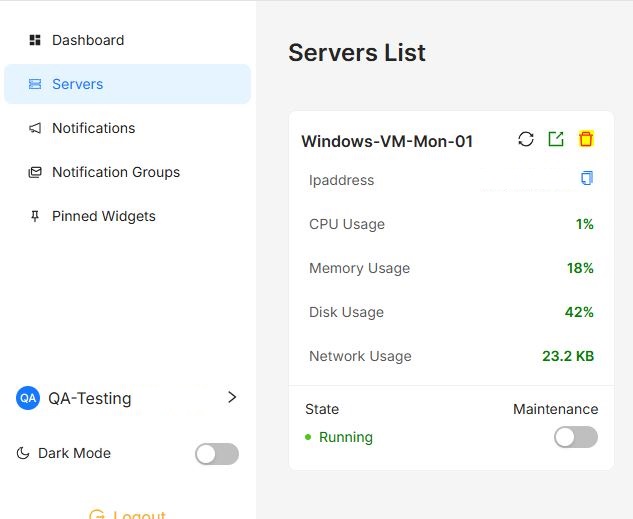 Dashboard
Servers
Notifications
Notification Groups
Pinned Widgets
QA QA-Testing
Dark Mode
Logout
Servers List
Windows-VM-Mon-01
Ipaddress
CPU Usage 1%
Memory Usage 18%
Disk Usage 42%
Network Usage 23.2 KB
State Maintenance
Running